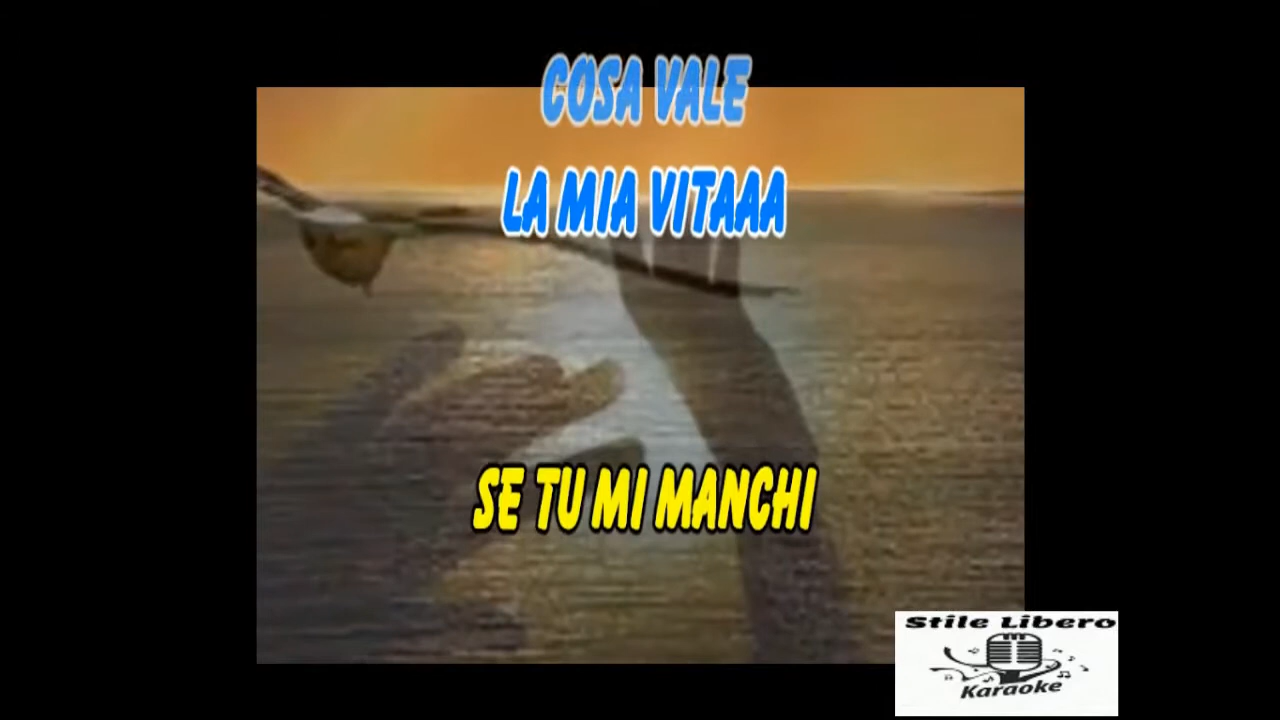 COSA VALE
LA MIA VITAAA
SE TU MI MANCHI
Stile Libero
Karaoke